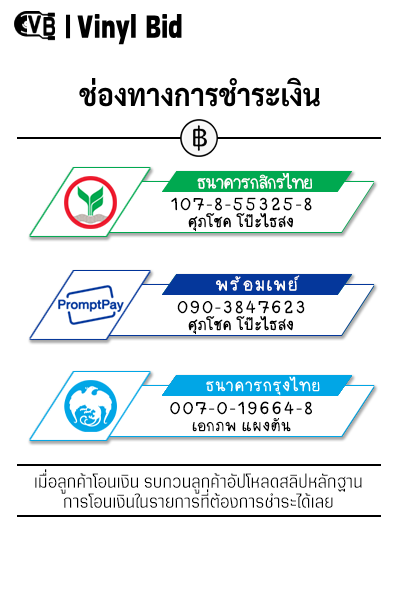 VB | Vinyl Bid
ช่องทางการชำระเงิน
฿
ธนาคารกสิกรไทย
107-8-55325-8
ศุภโชค โป๊ะไธสง
PromptPay
พร้อมเพย์
090-3847623
ศุภโชค โป๊ะไธสง
ธนาคารกรุงไทย
007-0-19664-8
เอกภพ แผงตัน
เมื่อลูกค้าโอนเงิน รบกวนลูกค้าอัปโหลดสลิปหลักฐาน
การโอนเงินในรายการที่ต้องการชำระได้เลย